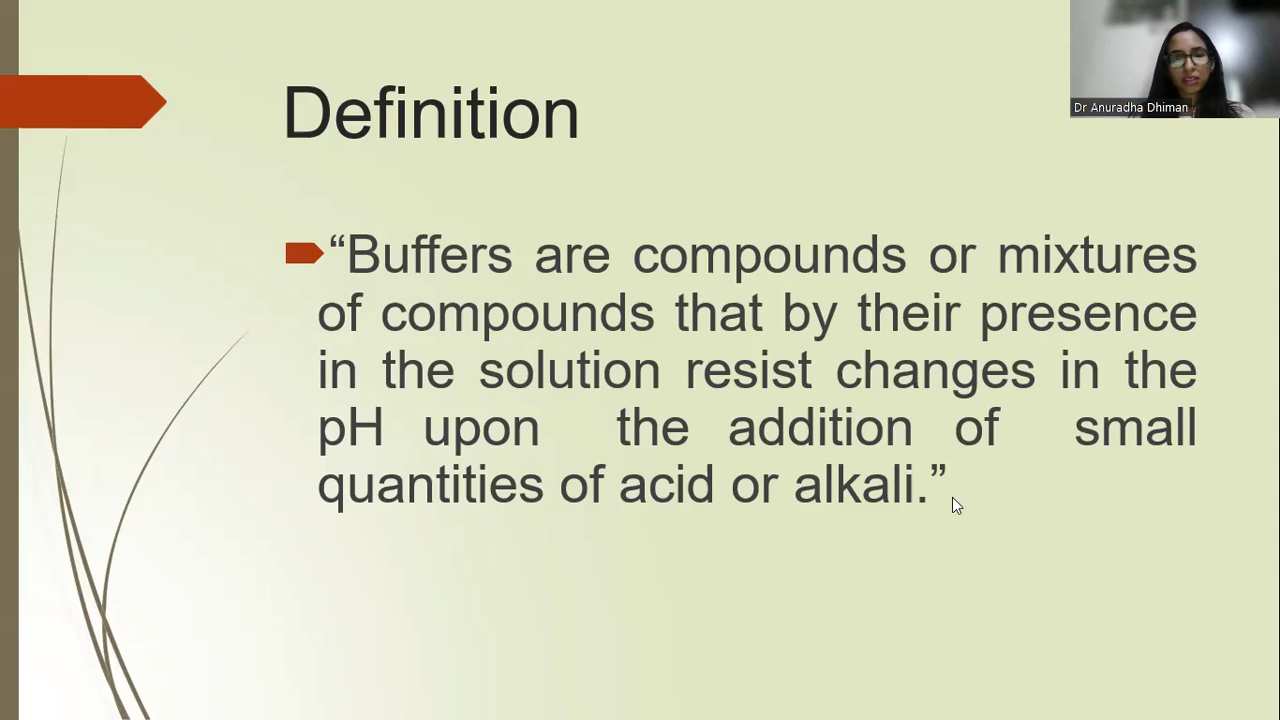 Definition
“Buffers are compounds or mixtures
of compounds that by their presence
in the solution resist changes in the
pH upon the addition of small
quantities of acid or alkali.”
Dr Anuradha Dhiman